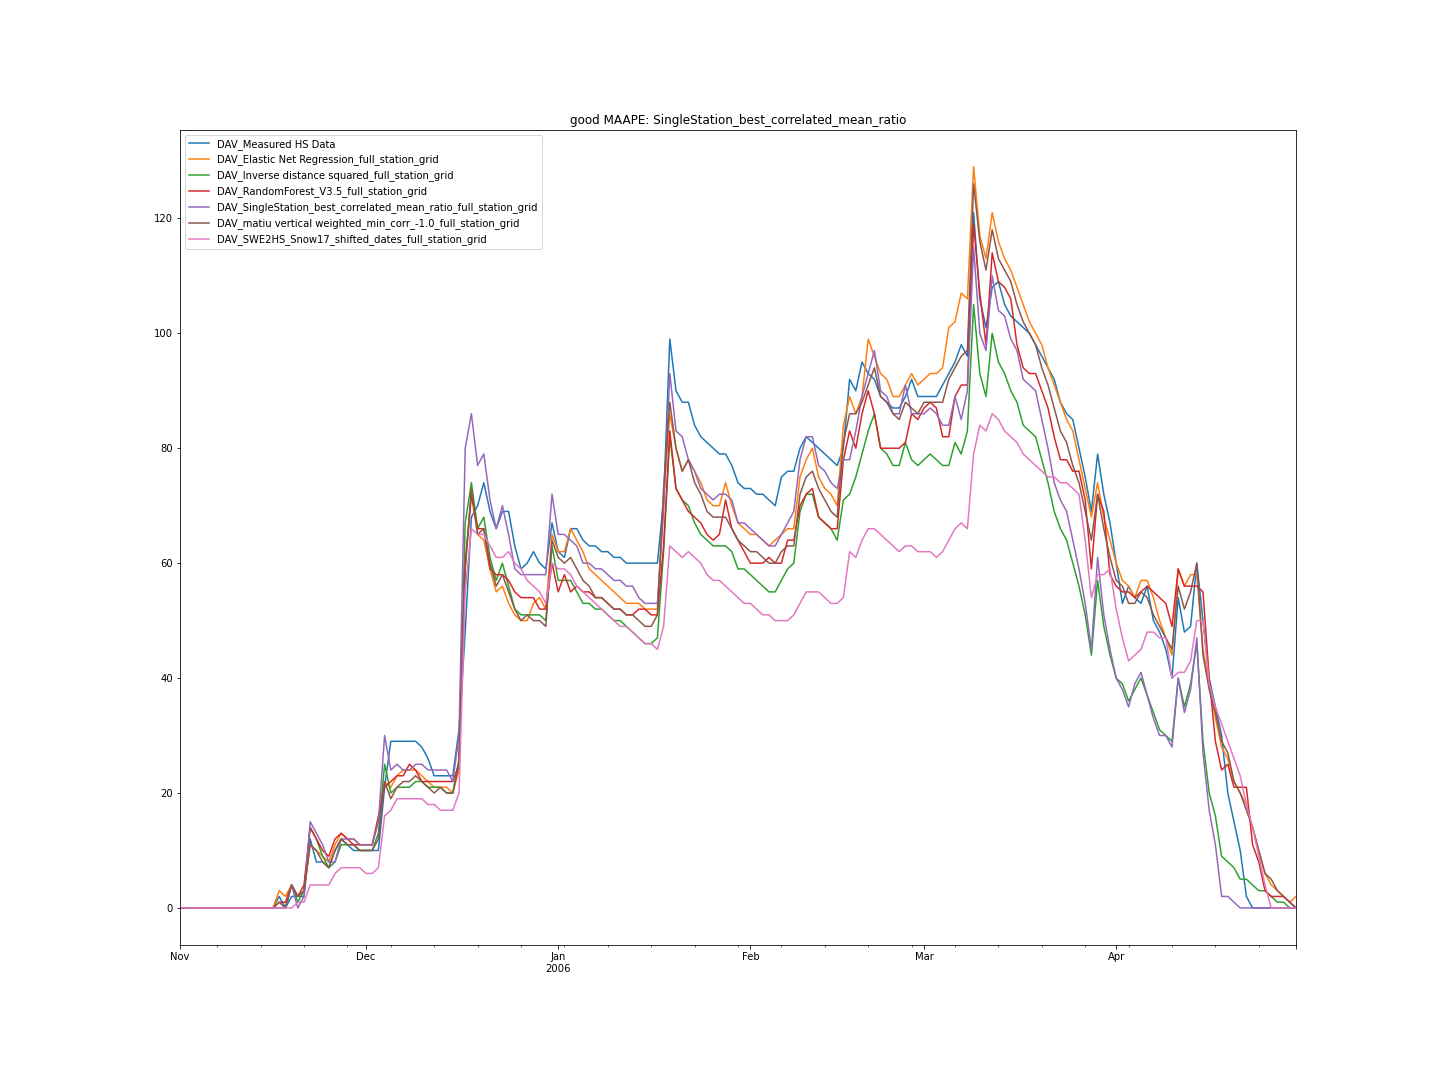 good MAAPE: SingleStation_best_correlated_mean_ratio
DAV_Measured HS Data
DAV_Elastic Net Regression_full_station_grid
DAV_Inverse distance squared_full_station_grid
DAV_RandomForest_V3.5_full_station_grid
DAV_SingleStation_best_correlated_mean_ratio_full_station_grid
DAV_matiu vertical weighted_min_corr_-1.0_full_station_grid
DAV_SWE2HS_Snow17_shifted_dates_full_station_grid
120
100
80
60
40
20
0
Nov Dec Jan Feb Mar Apr
2006